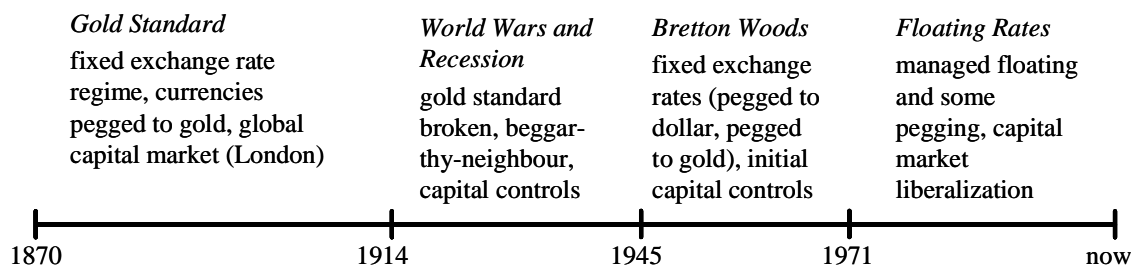 Gold Standard
fixed exchange rate
regime, currencies
pegged to gold, global
capital market (London)
World Wars and
Recession
gold standard
broken, beggar-
thy-neighbour,
capital controls
Bretton Woods
fixed exchange
rates (pegged to
dollar, pegged
to gold), initial
capital controls
Floating Rates
managed floating
and some
pegging, capital
market
liberalization
1870
1914
1945
1971
now